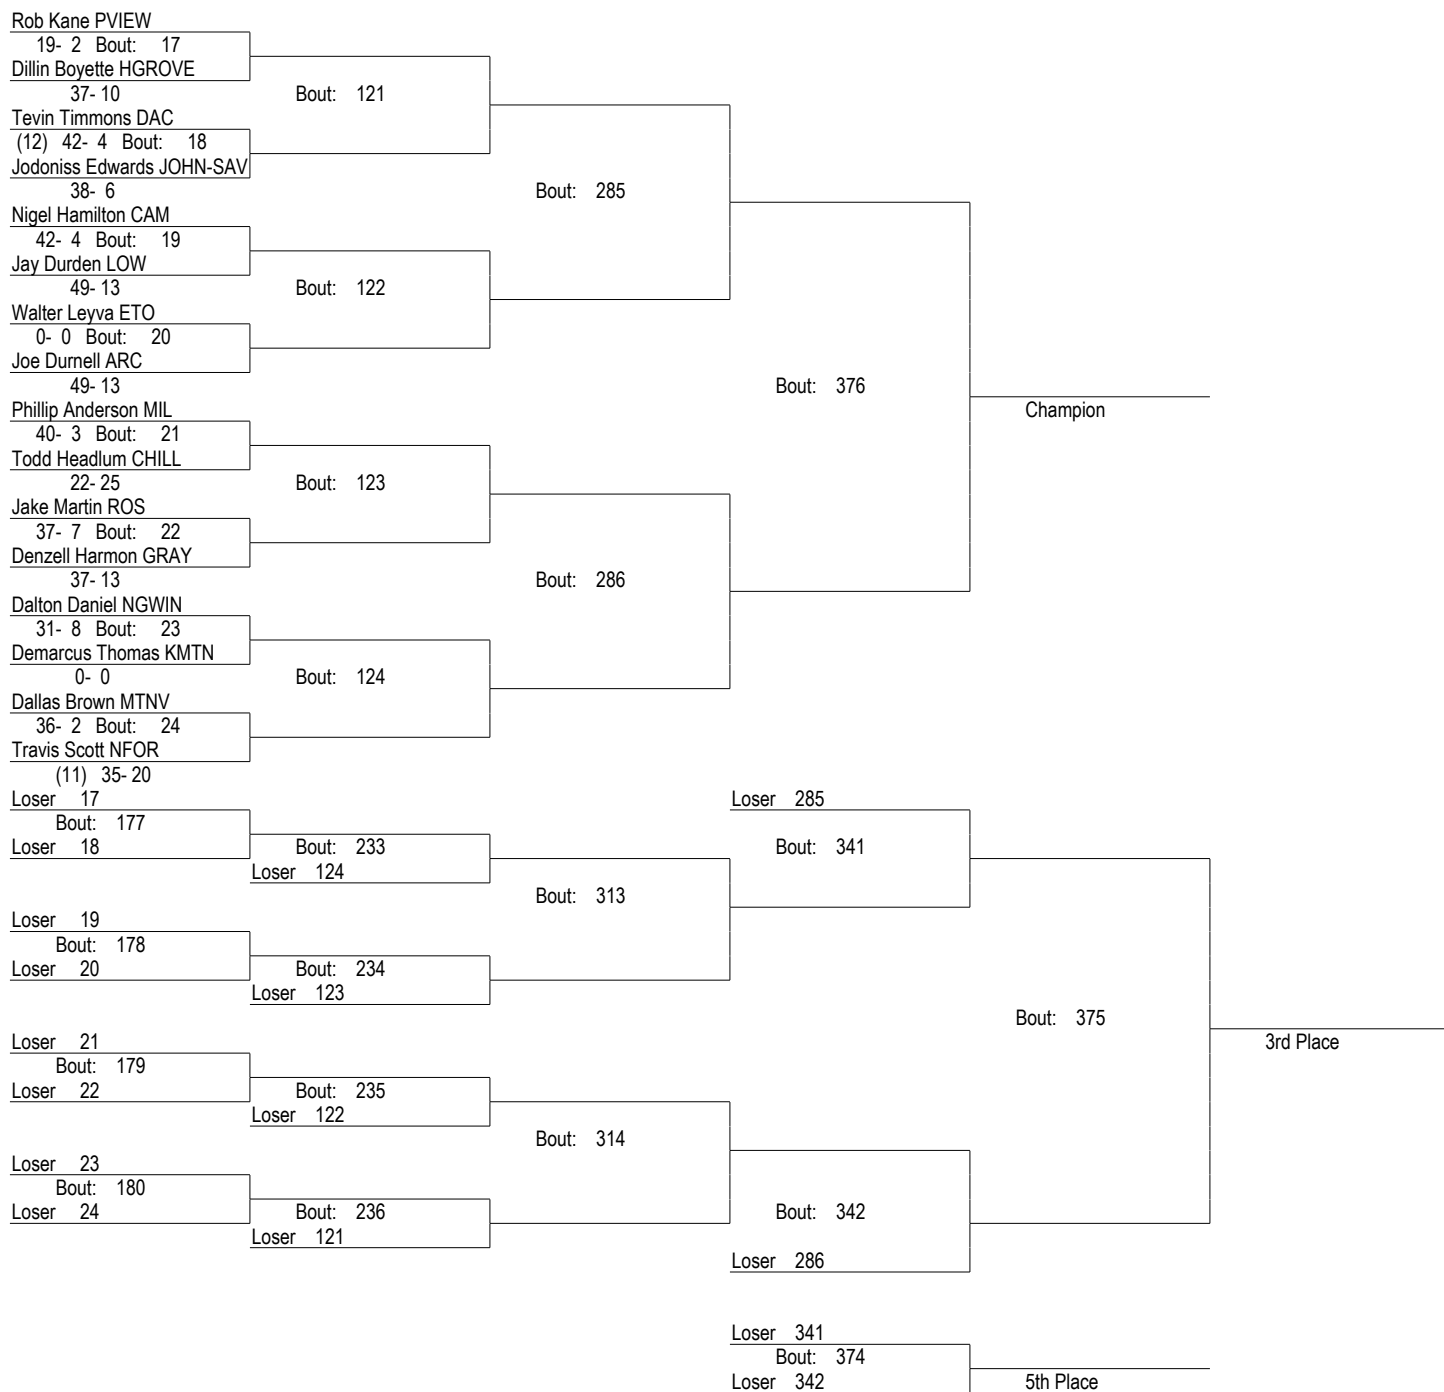 Rob Kane PVIEW
19- 2 Bout: 17
Dillin Boyette HGROVE
37- 10 Bout: 121
Tevin Timmons DAC
(12) 42- 4 Bout: 18
Jodoniss Edwards JOHN-SAV
38- 6 Bout: 285
Nigel Hamilton CAM
42- 4 Bout: 19
Jay Durden LOW
49- 13 Bout: 122
Walter Leyva ETO
0- 0 Bout: 20
Joe Durnell ARC
49- 13 Bout: 376
Phillip Anderson MIL Champion
40- 3 Bout: 21
Todd Headlum CHILL
22- 25 Bout: 123
Jake Martin ROS
37- 7 Bout: 22
Denzell Harmon GRAY
37- 13 Bout: 286
Dalton Daniel NGWIN
31- 8 Bout: 23
Demarcus Thomas KMTN
0- 0 Bout: 124
Dallas Brown MTNV
36- 2 Bout: 24
Travis Scott NFOR
(11) 35- 20
Loser 17 Loser 285
Bout: 177
Loser 18 Bout: 233 Bout: 341
Loser 124
Bout: 313
Loser 19
Bout: 178
Loser 20 Bout: 234
Loser 123
Bout: 375
Loser 21 3rd Place
Bout: 179
Loser 22 Bout: 235
Loser 122
Bout: 314
Loser 23
Bout: 180
Loser 24 Bout: 236 Bout: 342
Loser 121
Loser 286
Loser 341
Bout: 374
Loser 342 5th Place